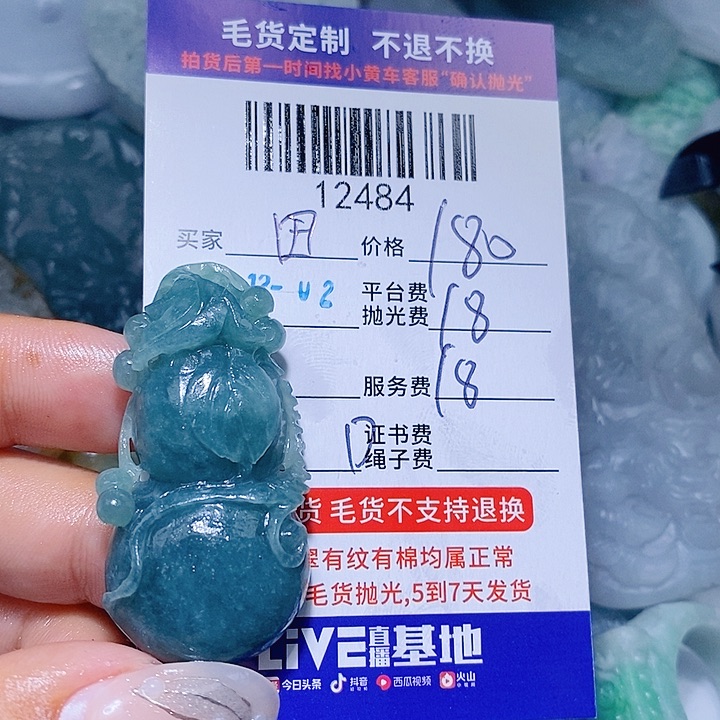 毛货定制 不退不换
拍货后第一时间找小黄车客服“确认抛光”
12484
买家 田 价格 180
平台费
抛光费 18
服务费 18
证书费
绳子费
货 毛货不支持退换
有纹有棉均属正常
毛货抛光,5到7天发货
LiVE直播基地
今日头条 抖音 西瓜视频 火山